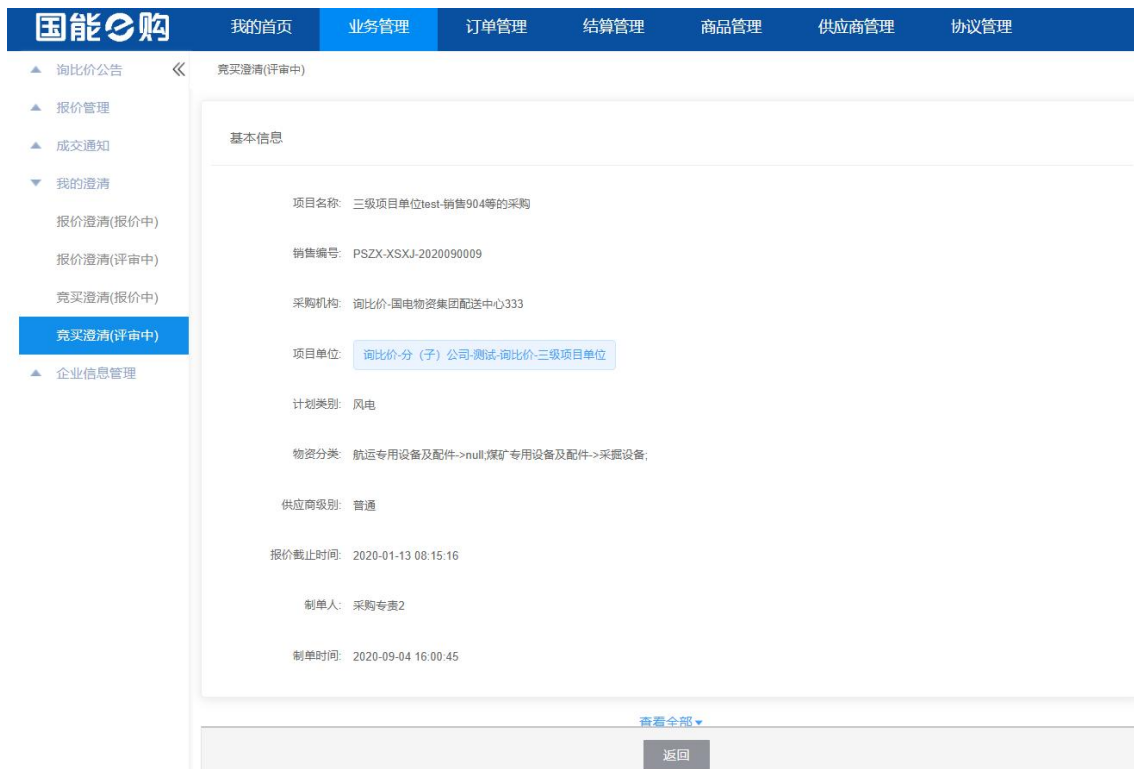 国能e购 我的首页 业务管理 订单管理 结算管理 商品管理 供应商管理 协议管理
询比价公告
报价管理
成交通知
我的澄清
报价澄清(报价中)
报价澄清(评审中)
竞买澄清(报价中)
竞买澄清(评审中)
企业信息管理
竞买澄清(评审中)
基本信息
项目名称: 三级项目单位test-销售904等的采购
销售编号: PSZX-XSXJ-2020090009
采购机构: 询比价-国电物资集团配送中心333
项目单位: 询比价-分（子）公司-测试-询比价-三级项目单位
计划类别: 风电
物资分类: 航运专用设备及配件->null;煤矿专用设备及配件->采掘设备;
供应商级别: 普通
报价截止时间: 2020-01-13 08:15:16
制单人: 采购专责2
制单时间: 2020-09-04 16:00:45
查看全部
返回